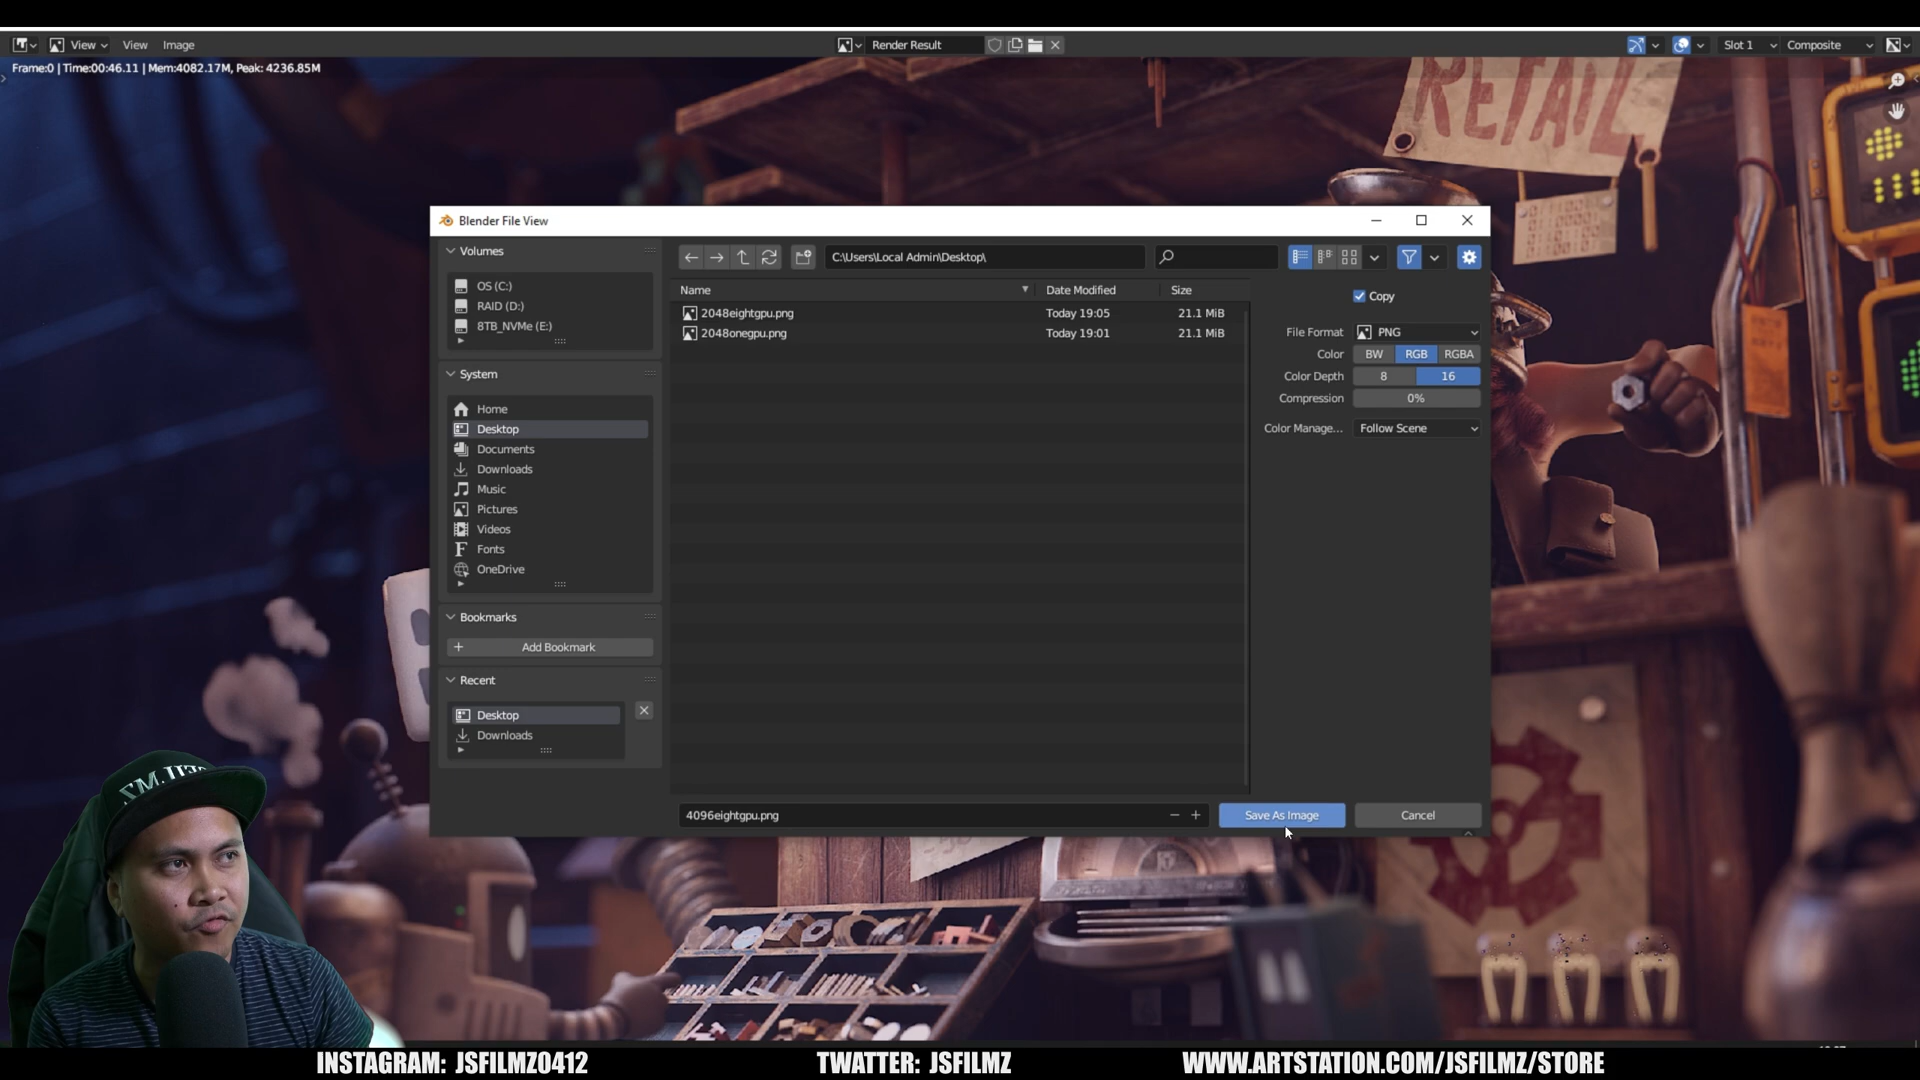 View View Image Render Result Slot 1 Composite
Frame:0 | Time:00:46.11 | Mem:4082.17M, Peak: 4236.85M
RETAIL
Blender File View
Volumes
OS (C:)
RAID (D:)
8TB_NVMe (E:)
System
Home
Desktop
Documents
Downloads
Music
Pictures
Videos
Fonts
OneDrive
Bookmarks
Add Bookmark
Recent
Desktop
Downloads
C:\Users\Local Admin\Desktop\
Name Date Modified Size
2048eightgpu.png Today 19:05 21.1 MiB
2048onegpu.png Today 19:01 21.1 MiB
Copy
File Format PNG
Color BW RGB RGBA
Color Depth 8 16
Compression 0%
Color Manage... Follow Scene
4096eightgpu.png
Save As Image Cancel
INSTAGRAM: JSFILMZ0412 TWATTER: JSFILMZ WWW.ARTSTATION.COM/JSFILMZ/STORE